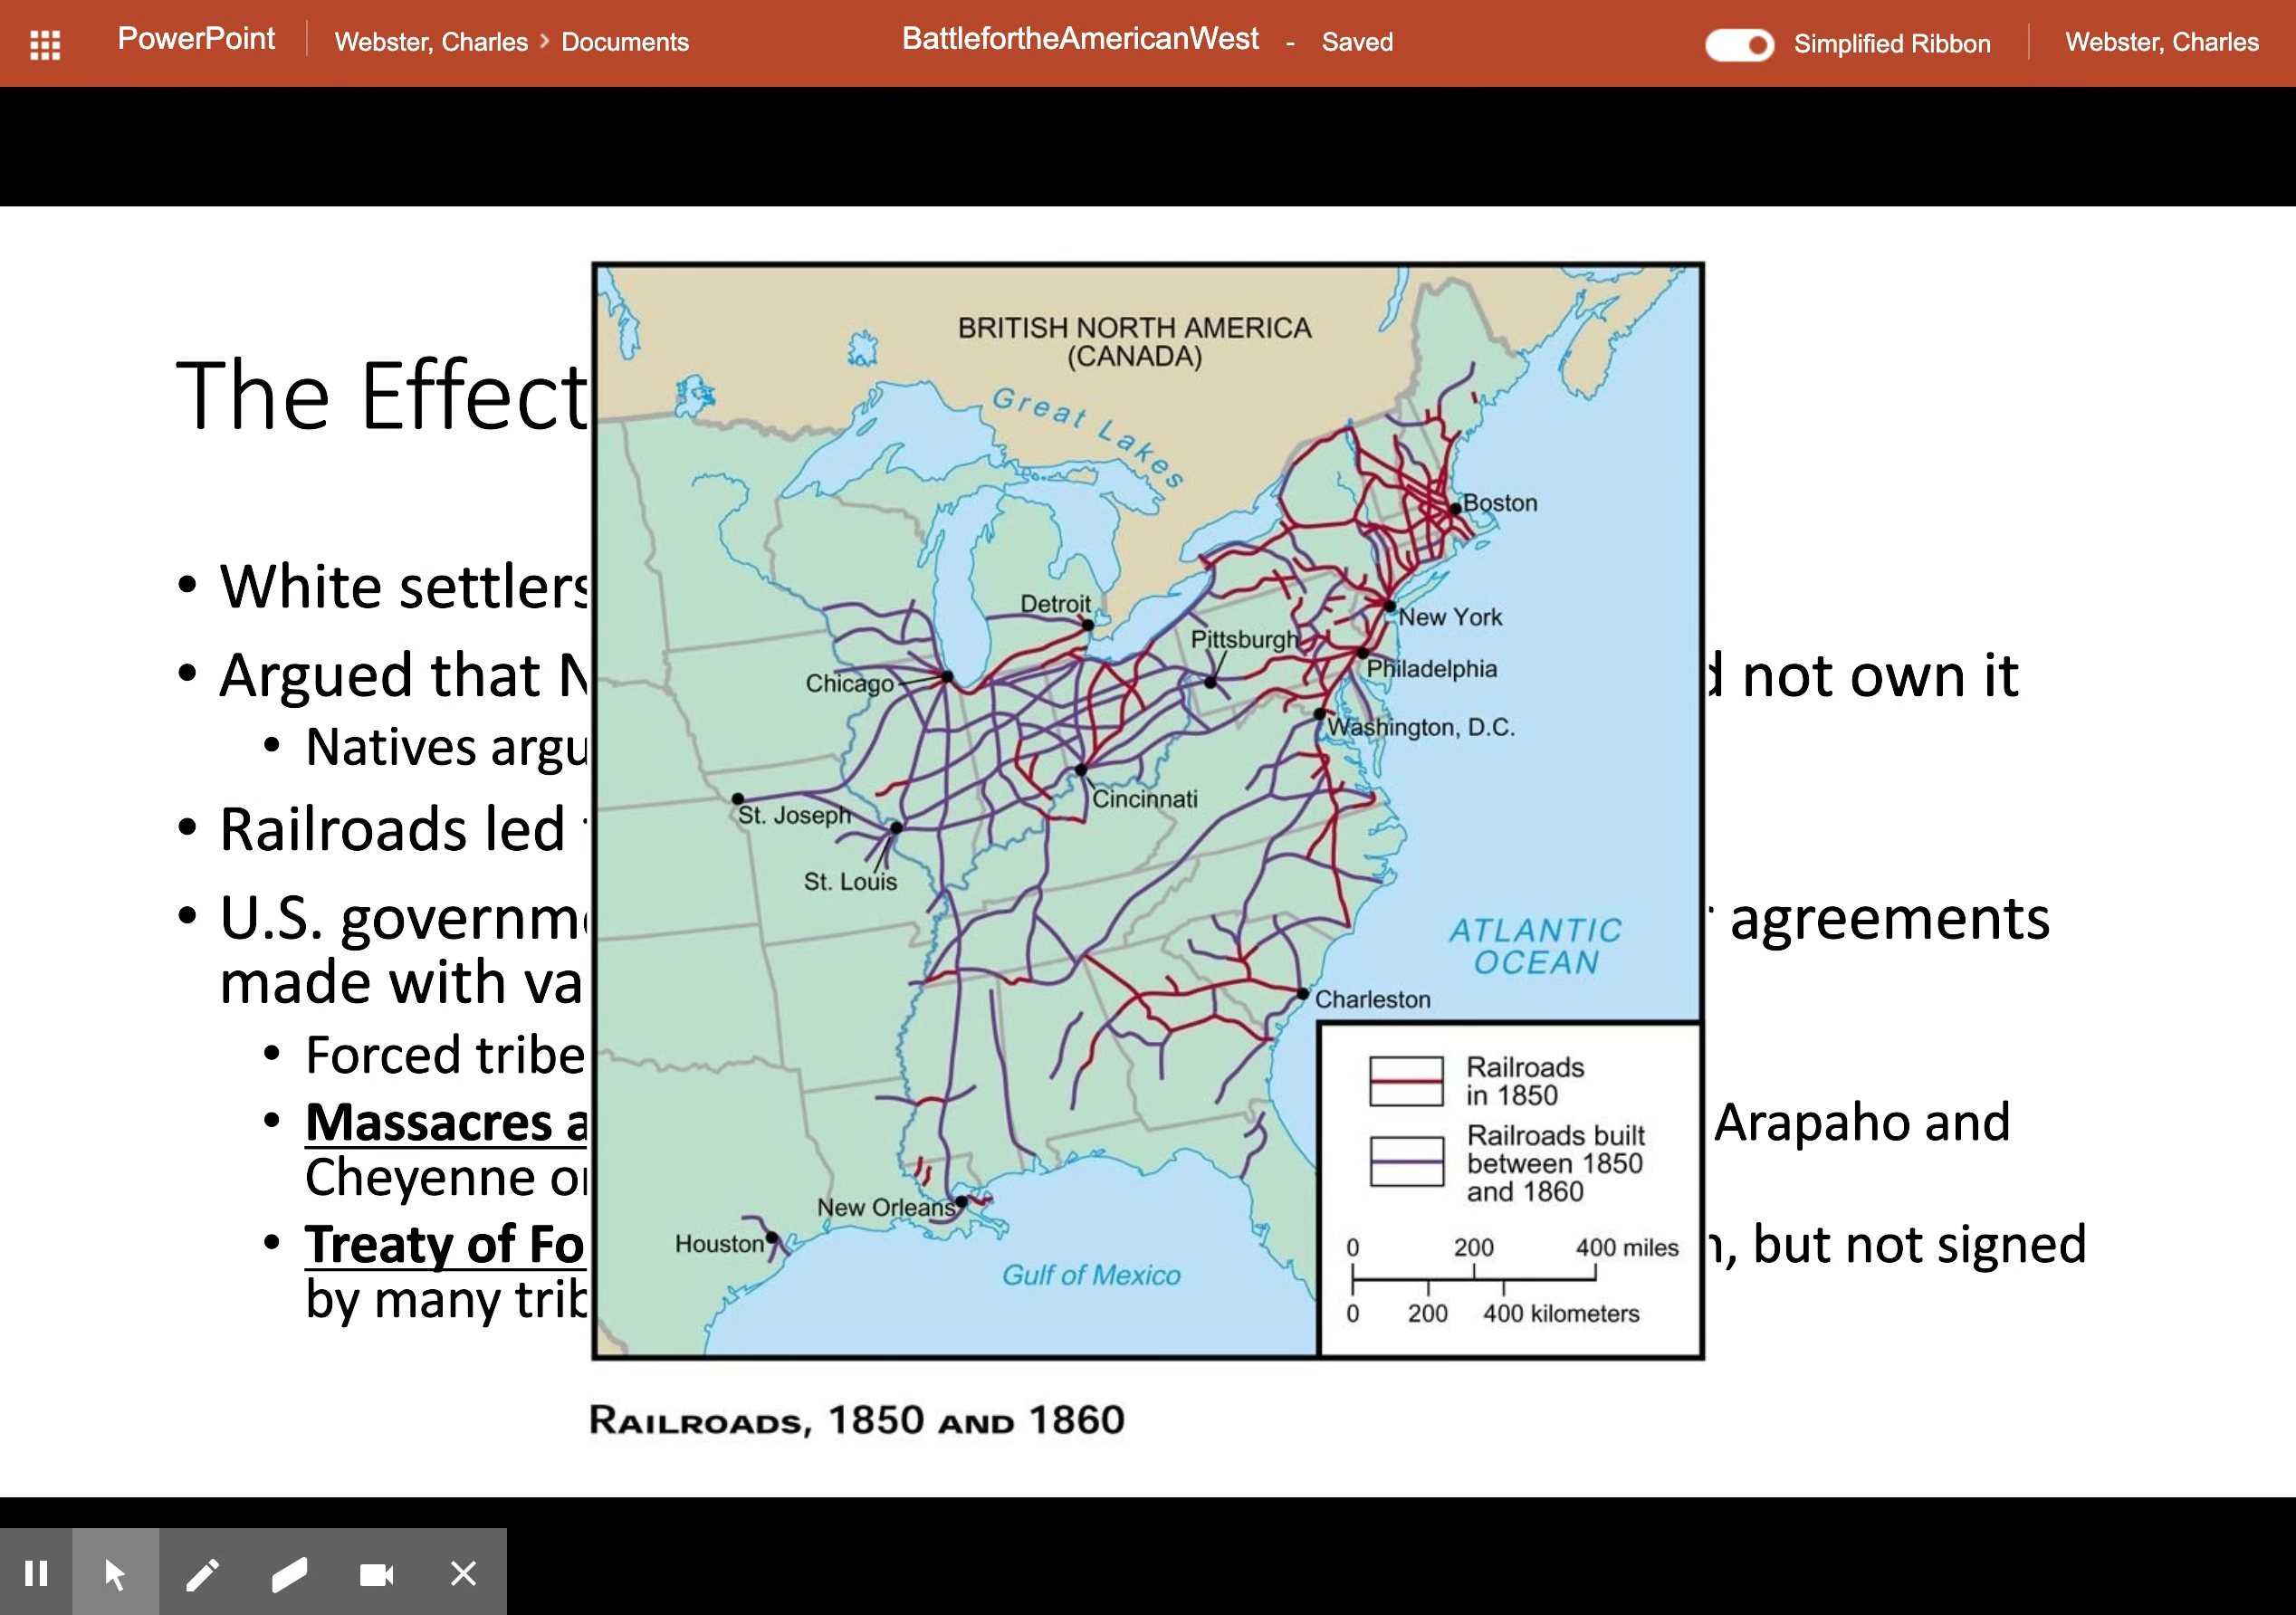 PowerPoint Webster, Charles > Documents BattlefortheAmericanWest - Saved Simplified Ribbon Webster, Charles
The Effect
• White settlers
• Argued that N
not own it
• Natives argu
• Railroads led
• U.S. governm
agreements
made with va
• Forced tribe
• Massacres a
Arapaho and
Cheyenne o
• Treaty of Fo
, but not signed
by many trib
BRITISH NORTH AMERICA
(CANADA)
Great Lakes
Boston
Detroit
New York
Pittsburgh
Philadelphia
Chicago
Washington, D.C.
Cincinnati
St. Joseph
St. Louis
ATLANTIC
OCEAN
Charleston
New Orleans
Houston
Gulf of Mexico
Railroads
in 1850
Railroads built
between 1850
and 1860
0 200 400 miles
0 200 400 kilometers
RAILROADS, 1850 AND 1860